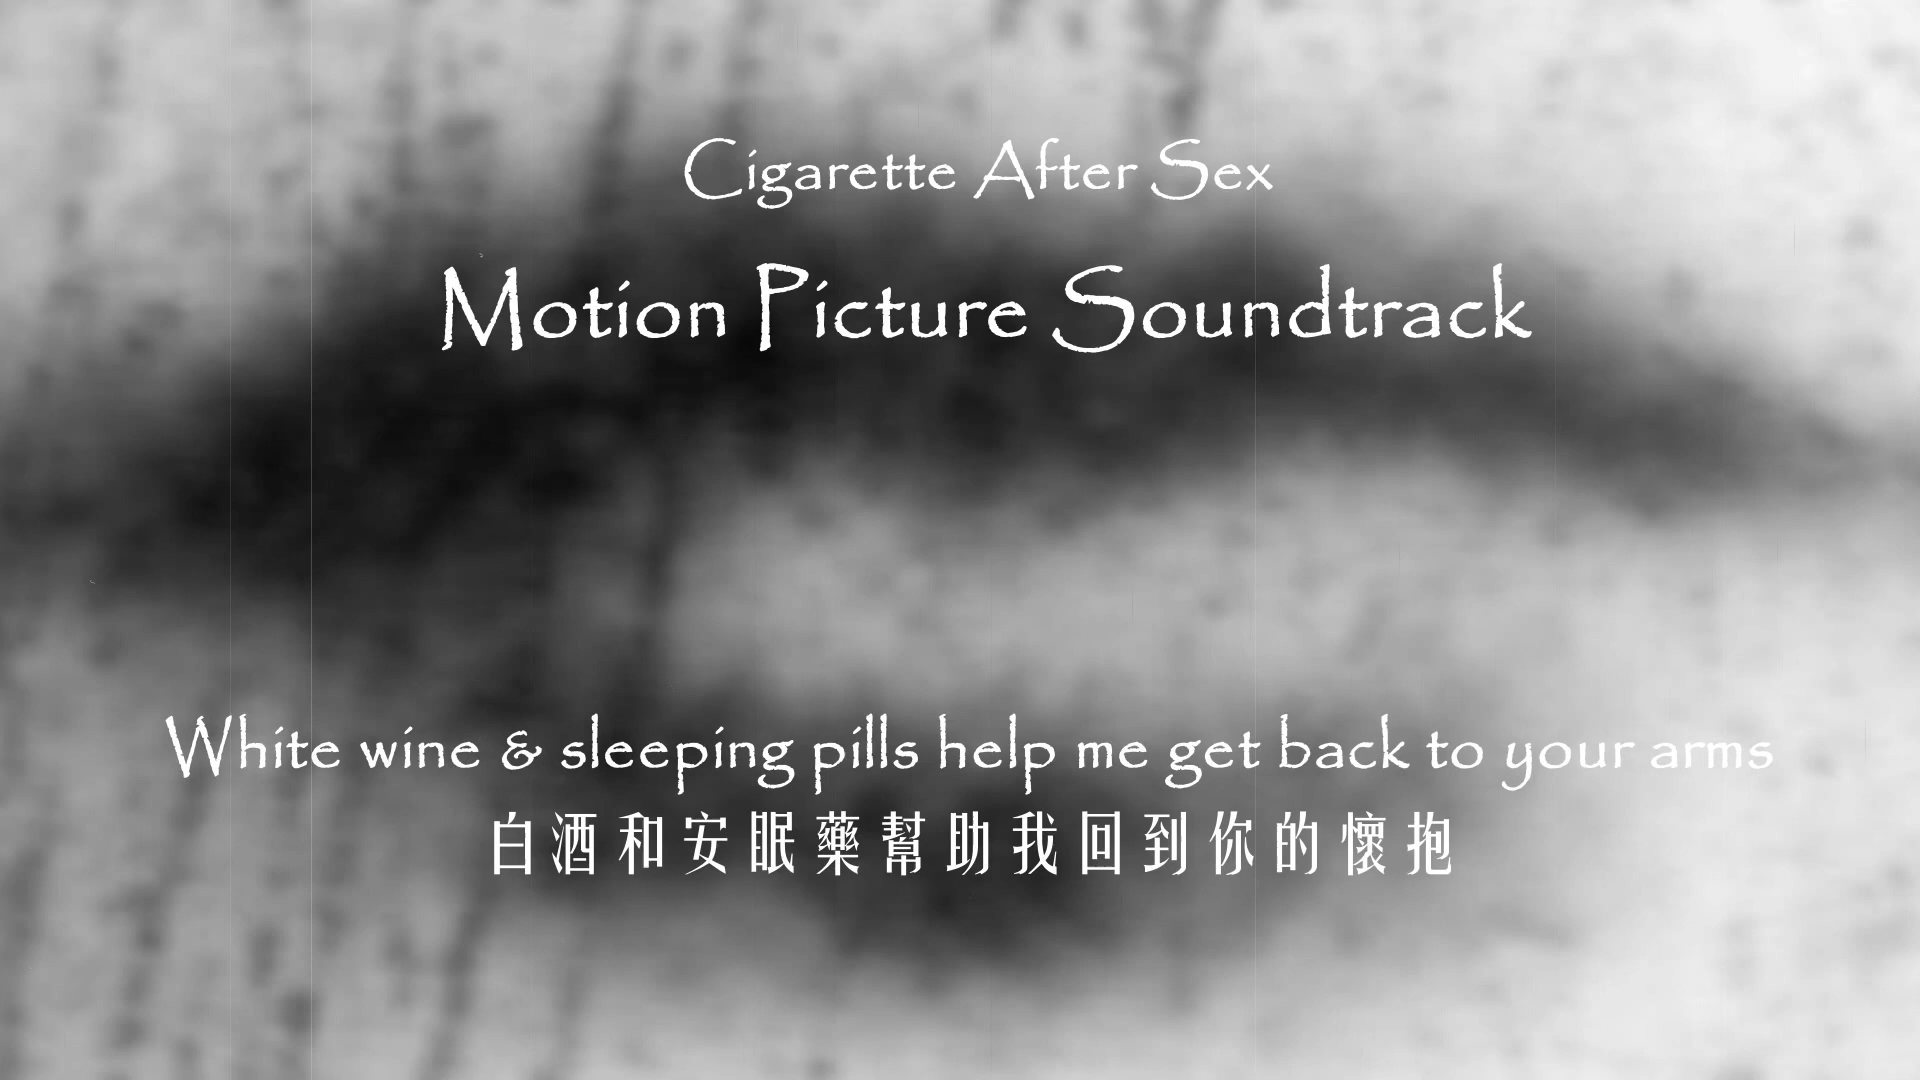 Cigarette After Sex
Motion Picture Soundtrack
White wine & sleeping pills help me get back to your arms
白酒和安眠藥幫助我回到你的懷抱